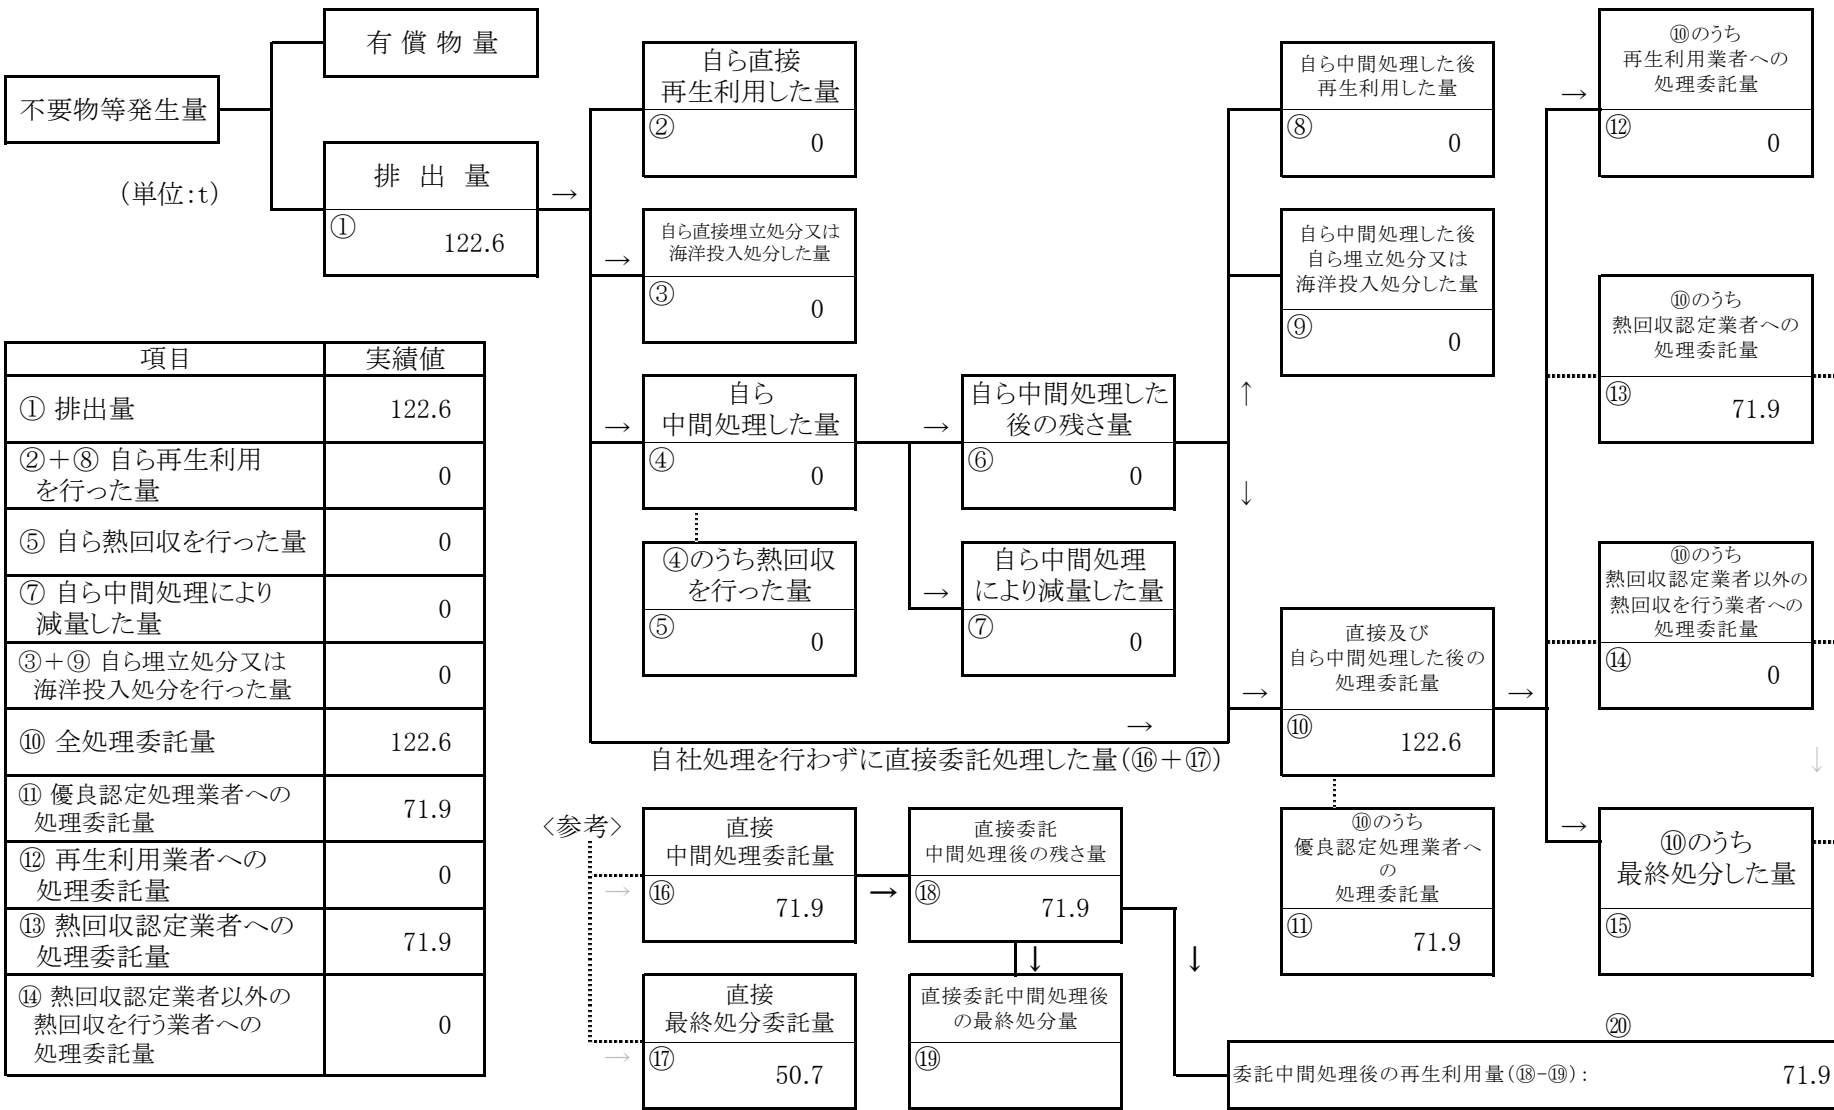 有 償 物 量
不要物等発生量
(単位:t)
排 出 量
①
122.6
→
自ら直接
再生利用した量
②
0
→
自ら直接埋立処分又は
海洋投入処分した量
③
0
→
自ら
中間処理した量
④
0
④のうち熱回収
を行った量
⑤
0
→
自ら中間処理した
後の残さ量
⑥
0
→
自ら中間処理
により減量した量
⑦
0
自ら中間処理した後
再生利用した量
⑧
0
自ら中間処理した後
自ら埋立処分又は
海洋投入処分した量
⑨
0
↑
↓
→
自社処理を行わずに直接委託処理した量(⑯+⑰)
→
直接及び
自ら中間処理した後の
処理委託量
⑩
122.6
⑩のうち
優良認定処理業者へ
の
処理委託量
⑪
71.9
→
→
⑩のうち
再生利用業者への
処理委託量
⑫
0
⑩のうち
熱回収認定業者への
処理委託量
⑬
71.9
⑩のうち
熱回収認定業者以外の
熱回収を行う業者への
処理委託量
⑭
0
↓
→
⑩のうち
最終処分した量
⑮
項目 実績値
① 排出量 122.6
②+⑧ 自ら再生利用
を行った量 0
⑤ 自ら熱回収を行った量 0
⑦ 自ら中間処理により
減量した量 0
③+⑨ 自ら埋立処分又は
海洋投入処分を行った量 0
⑩ 全処理委託量 122.6
⑪ 優良認定処理業者への
処理委託量 71.9
⑫ 再生利用業者への
処理委託量 0
⑬ 熱回収認定業者への
処理委託量 71.9
⑭ 熱回収認定業者以外の
熱回収を行う業者への
処理委託量 0
<参考>
→
直接
中間処理委託量
⑯
71.9
→
直接委託
中間処理後の残さ量
⑱
71.9
↓
↓
→
直接
最終処分委託量
⑰
50.7
直接委託中間処理後
の最終処分量
⑲
⑳
委託中間処理後の再生利用量(⑱-⑲): 71.9